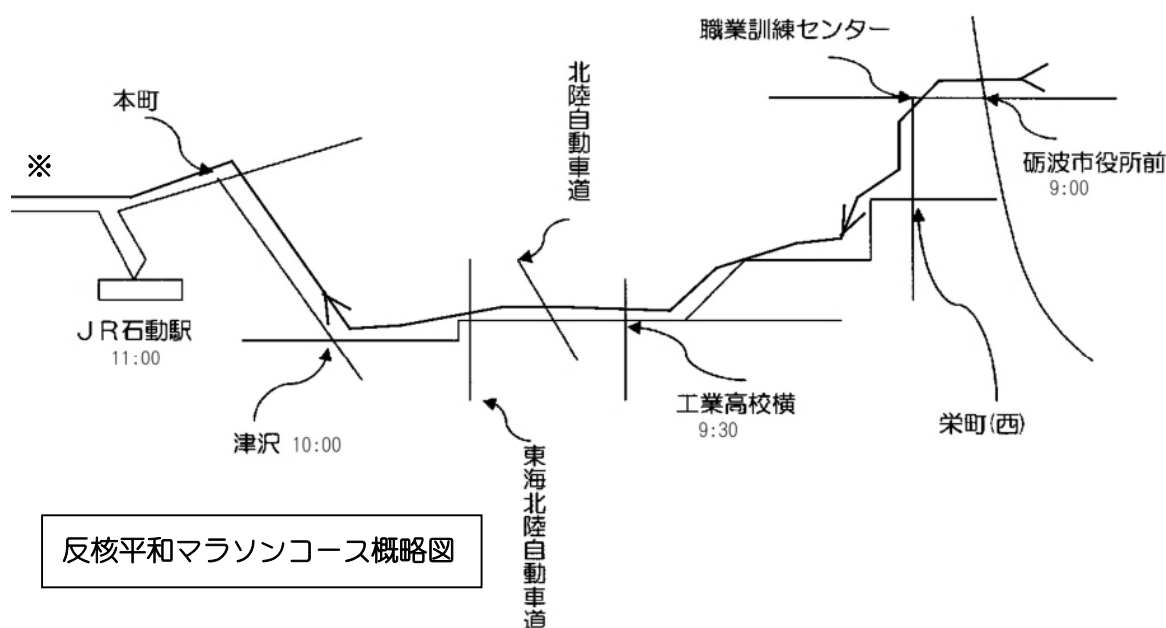 職業訓練センター
北陸自動車道
本町
※
砺波市役所前
9:00
JR石動駅
11:00
工業高校横
9:30
栄町(西)
津沢 10:00
東海北陸自動車道
反核平和マラソンコース概略図